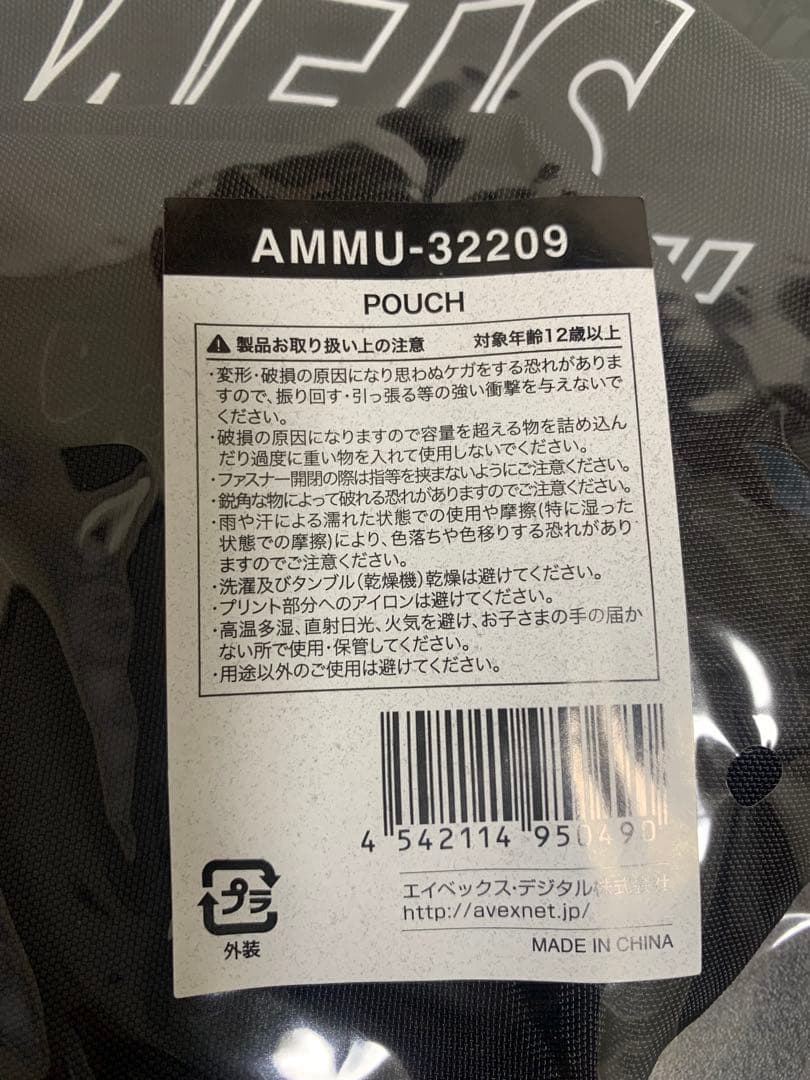 AMMU-32209
POUCH
⚠ 製品お取り扱い上の注意 対象年齢12歳以上
・変形・破損の原因になり思わぬケガをする恐れがありま
すので、振り回す・引っ張る等の強い衝撃を与えないで
ください。
・破損の原因になりますので容量を超える物を詰め込ん
だり過度に重い物を入れて使用しないでください。
・ファスナー開閉の際は指等を挟まないようにご注意ください。
・鋭角な物によって破れる恐れがありますのでご注意ください。
・雨や汗による濡れた状態での使用や摩擦(特に湿った
状態での摩擦)により、色落ちや色移りする恐れがあり
ますのでご注意ください。
・洗濯及びタンブル(乾燥機)乾燥は避けてください。
・プリント部分へのアイロンは避けてください。
・高温多湿、直射日光、火気を避け、お子さまの手の届か
ない所で使用・保管してください。
・用途以外のご使用は避けてください。
4 542114 950490
プラ
外装
エイベックス・デジタル株式会社
http://avexnet.jp/
MADE IN CHINA